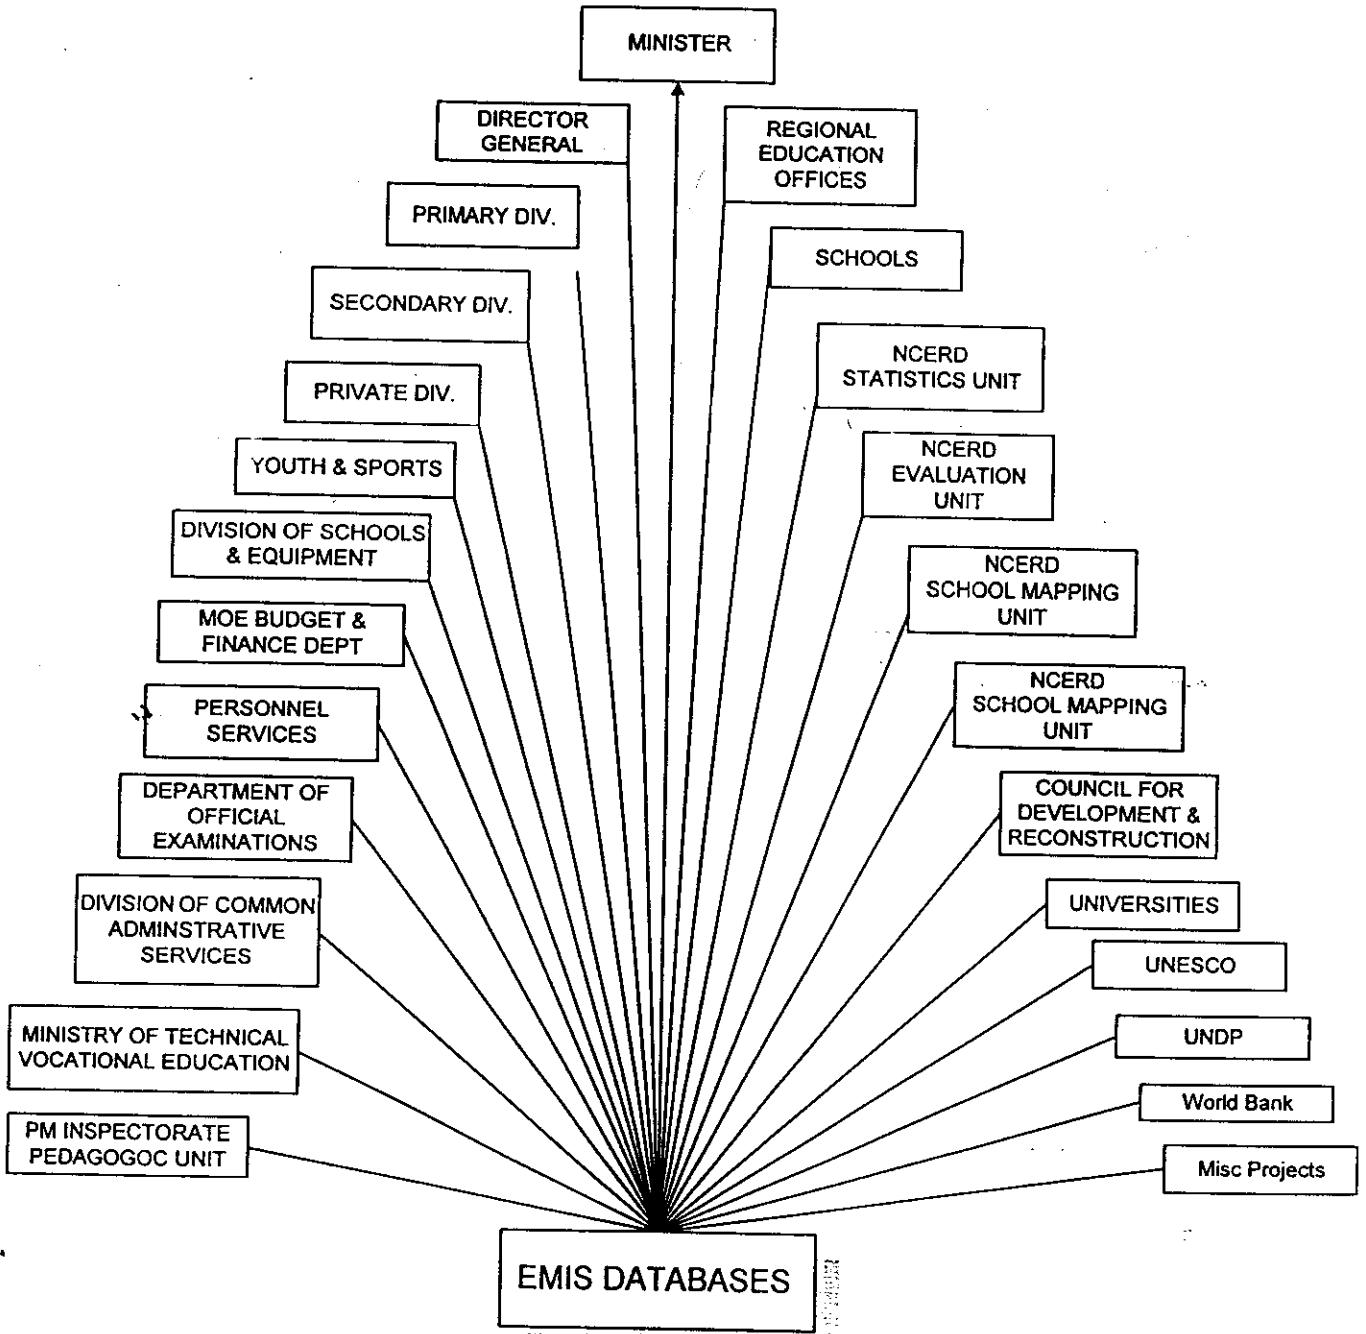 MINISTER
DIRECTOR
GENERAL
PRIMARY DIV.
SECONDARY DIV.
PRIVATE DIV.
YOUTH & SPORTS
DIVISION OF SCHOOLS
& EQUIPMENT
MOE BUDGET &
FINANCE DEPT
PERSONNEL
SERVICES
DEPARTMENT OF
OFFICIAL
EXAMINATIONS
DIVISION OF COMMON
ADMINSTRATIVE
SERVICES
MINISTRY OF TECHNICAL
VOCATIONAL EDUCATION
PM INSPECTORATE
PEDAGOGOC UNIT
REGIONAL
EDUCATION
OFFICES
SCHOOLS
NCERD
STATISTICS UNIT
NCERD
EVALUATION
UNIT
NCERD
SCHOOL MAPPING
UNIT
NCERD
SCHOOL MAPPING
UNIT
COUNCIL FOR
DEVELOPMENT &
RECONSTRUCTION
UNIVERSITIES
UNESCO
UNDP
World Bank
Misc Projects
EMIS DATABASES